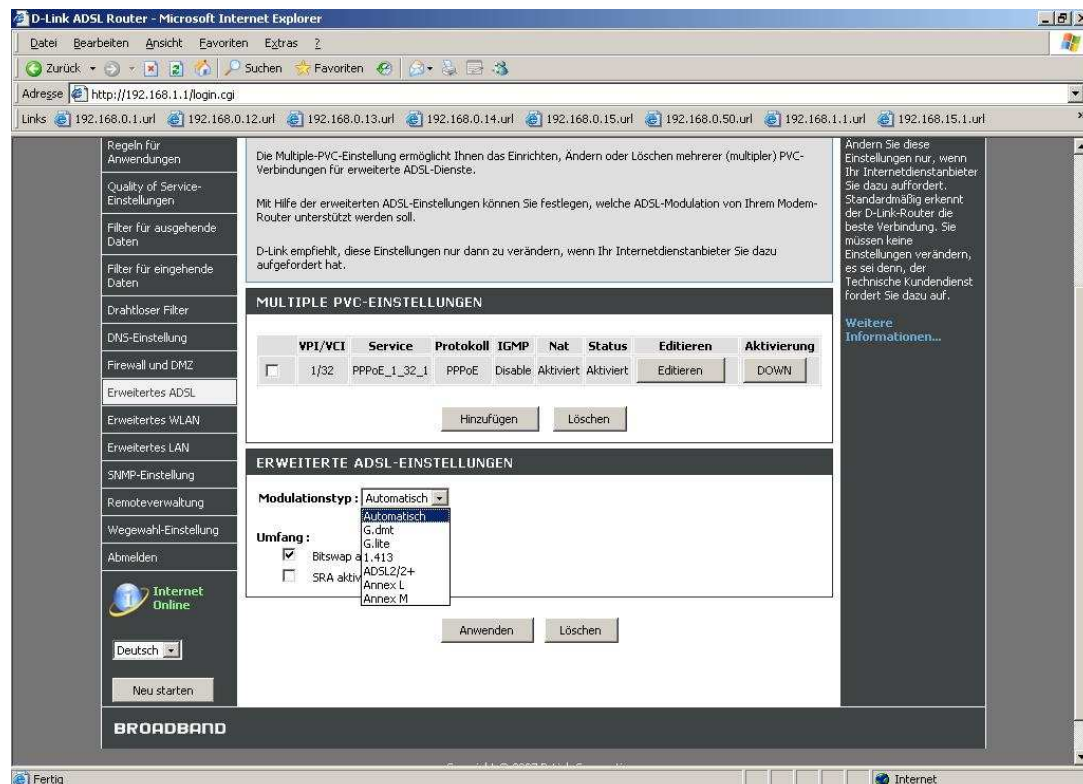 D-Link ADSL Router - Microsoft Internet Explorer
Datei Bearbeiten Ansicht Favoriten Extras ?
Zurück Suchen Favoriten
Adresse http://192.168.1.1/login.cgi
Links 192.168.0.1.url 192.168.0.12.url 192.168.0.13.url 192.168.0.14.url 192.168.0.15.url 192.168.0.50.url 192.168.1.1.url 192.168.15.1.url
Regeln für
Anwendungen
Quality of Service-
Einstellungen
Filter für ausgehende
Daten
Filter für eingehende
Daten
Drahtloser Filter
DNS-Einstellung
Firewall und DMZ
Erweitertes ADSL
Erweitertes WLAN
Erweitertes LAN
SNMP-Einstellung
Remoteverwaltung
Wegewahl-Einstellung
Abmelden
Internet
Online
Deutsch
Neu starten
Die Multiple-PVC-Einstellung ermöglicht Ihnen das Einrichten, Ändern oder Löschen mehrerer (multipler) PVC-
Verbindungen für erweiterte ADSL-Dienste.
Mit Hilfe der erweiterten ADSL-Einstellungen können Sie festlegen, welche ADSL-Modulation von Ihrem Modem-
Router unterstützt werden soll.
D-Link empfiehlt, diese Einstellungen nur dann zu verändern, wenn Ihr Internetdienstanbieter Sie dazu
aufgefordert hat.
MULTIPLE PVC-EINSTELLUNGEN
VPI/VCI Service Protokoll IGMP Nat Status Editieren Aktivierung
1/32 PPPoE_1_32_1 PPPoE Disable Aktiviert Aktiviert Editieren DOWN
Hinzufügen Löschen
ERWEITERTE ADSL-EINSTELLUNGEN
Modulationstyp : Automatisch
Automatisch
G.dmt
G.lite
1.413
ADSL2/2+
Annex L
Annex M
Umfang :
Bitswap a
SRA aktiv
Anwenden Löschen
Ändern Sie diese
Einstellungen nur, wenn
Ihr Internetdienstanbieter
Sie dazu auffordert.
Standardmäßig erkennt
der D-Link-Router die
beste Verbindung. Sie
müssen keine
Einstellungen verändern,
es sei denn, der
Technische Kundendienst
fordert Sie dazu auf.
Weitere
Informationen...
BROADBAND
Fertig
Internet